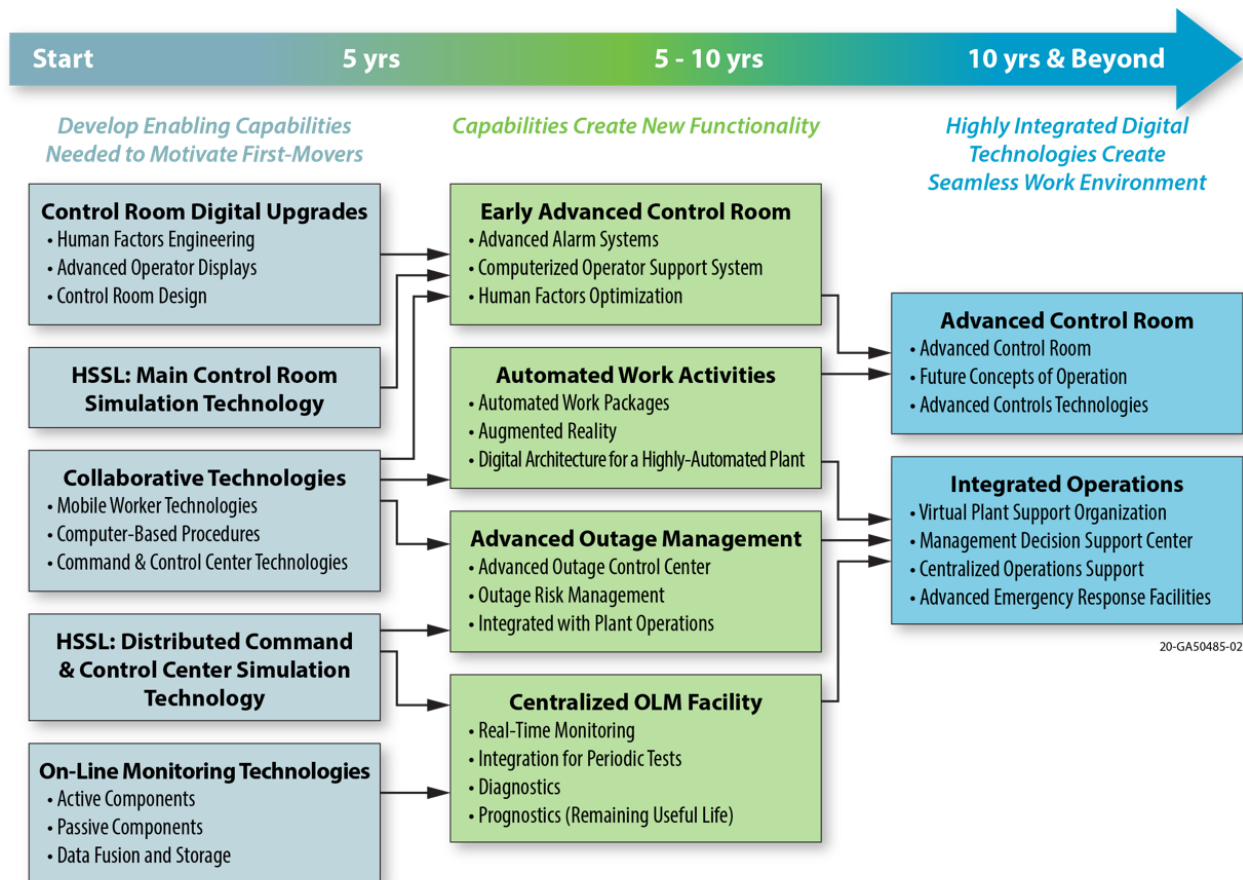 Start
5 yrs
5 - 10 yrs
10 yrs & Beyond
Develop Enabling Capabilities
Needed to Motivate First-Movers
Capabilities Create New Functionality
Highly Integrated Digital
Technologies Create
Seamless Work Environment
Control Room Digital Upgrades
• Human Factors Engineering
• Advanced Operator Displays
• Control Room Design
HSSL: Main Control Room
Simulation Technology
Collaborative Technologies
• Mobile Worker Technologies
• Computer-Based Procedures
• Command & Control Center Technologies
HSSL: Distributed Command
& Control Center Simulation
Technology
On-Line Monitoring Technologies
• Active Components
• Passive Components
• Data Fusion and Storage
Early Advanced Control Room
• Advanced Alarm Systems
• Computerized Operator Support System
• Human Factors Optimization
Automated Work Activities
• Automated Work Packages
• Augmented Reality
• Digital Architecture for a Highly-Automated Plant
Advanced Outage Management
• Advanced Outage Control Center
• Outage Risk Management
• Integrated with Plant Operations
Centralized OLM Facility
• Real-Time Monitoring
• Integration for Periodic Tests
• Diagnostics
• Prognostics (Remaining Useful Life)
Advanced Control Room
• Advanced Control Room
• Future Concepts of Operation
• Advanced Controls Technologies
Integrated Operations
• Virtual Plant Support Organization
• Management Decision Support Center
• Centralized Operations Support
• Advanced Emergency Response Facilities
20-GA50485-02